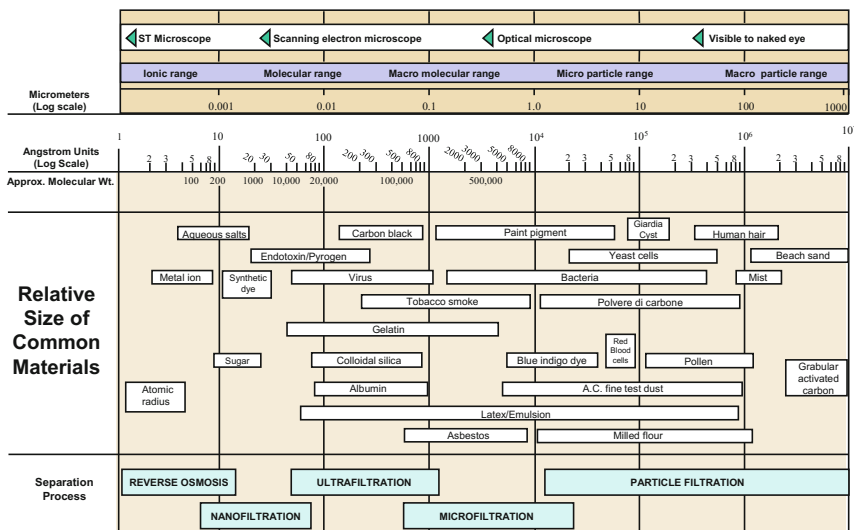 ST Microscope Scanning electron microscope Optical microscope Visible to naked eye
Ionic range Molecular range Macro molecular range Micro particle range Macro particle range
Micrometers
(Log scale)
0.001 0.01 0.1 1.0 10 100 1000
Angstrom Units
(Log Scale)
1 10 100 1000 10⁴ 10⁵ 10⁶ 10
2 3 5 8 20 30 50 80 200 300 500 800 2000 3000 5000 8000 2 3 5 8 2 3 5 8 2 3 5 8
Approx. Molecular Wt.
100 200 1000 10,000 20,000 100,000 500,000
Relative
Size of
Common
Materials
Aqueous salts Carbon black Paint pigment Giardia
Cyst Human hair
Endotoxin/Pyrogen Yeast cells Beach sand
Metal ion Synthetic
dye Virus Bacteria Mist
Tobacco smoke Polvere di carbone
Gelatin
Sugar Colloidal silica Blue indigo dye Red
Blood
cells Pollen
Grabular
activated
carbon
Atomic
radius Albumin A.C. fine test dust
Latex/Emulsion
Asbestos Milled flour
Separation
Process
REVERSE OSMOSIS ULTRAFILTRATION PARTICLE FILTRATION
NANOFILTRATION MICROFILTRATION